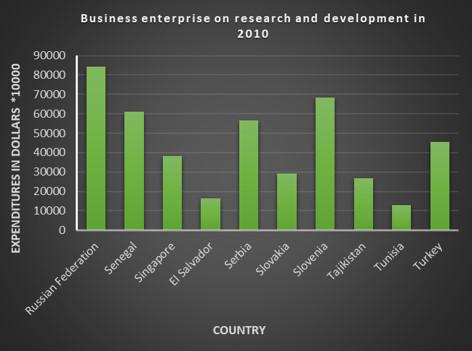 Business enterprise on research and development in
2010
EXPENDITURES IN DOLLARS *10000
90000
80000
70000
60000
50000
40000
30000
20000
10000
0
Russian Federation
Senegal
Singapore
El Salvador
Serbia
Slovakia
Slovenia
Tajikistan
Tunisia
Turkey
COUNTRY